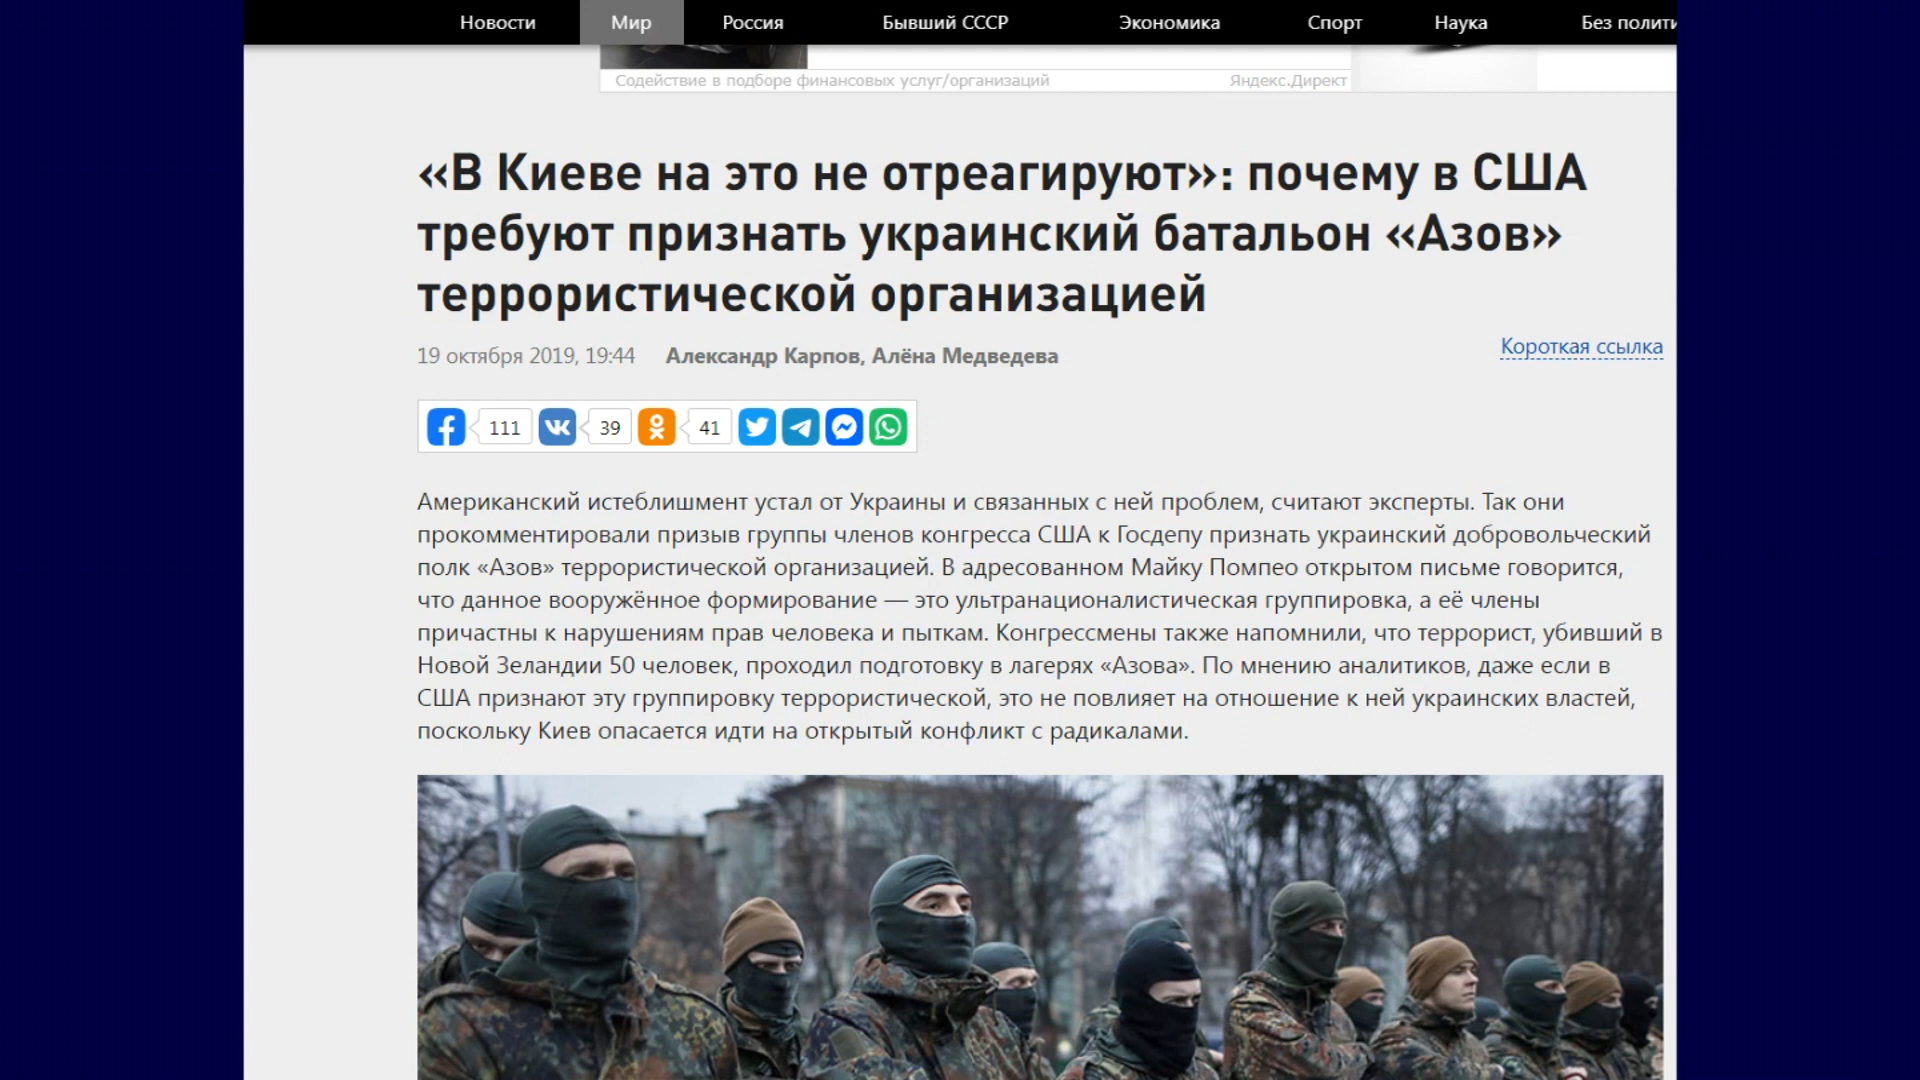 Новости Мир Россия Бывший СССР Экономика Спорт Наука Без полити
Содействие в подборе финансовых услуг/организаций Яндекс.Директ
«В Киеве на это не отреагируют»: почему в США
требуют признать украинский батальон «Азов»
террористической организацией
19 октября 2019, 19:44 Александр Карпов, Алёна Медведева
Короткая ссылка
111 39 41
Американский истеблишмент устал от Украины и связанных с ней проблем, считают эксперты. Так они
прокомментировали призыв группы членов конгресса США к Госдепу признать украинский добровольческий
полк «Азов» террористической организацией. В адресованном Майку Помпео открытом письме говорится,
что данное вооружённое формирование — это ультранационалистическая группировка, а её члены
причастны к нарушениям прав человека и пыткам. Конгрессмены также напомнили, что террорист, убивший в
Новой Зеландии 50 человек, проходил подготовку в лагерях «Азова». По мнению аналитиков, даже если в
США признают эту группировку террористической, это не повлияет на отношение к ней украинских властей,
поскольку Киев опасается идти на открытый конфликт с радикалами.